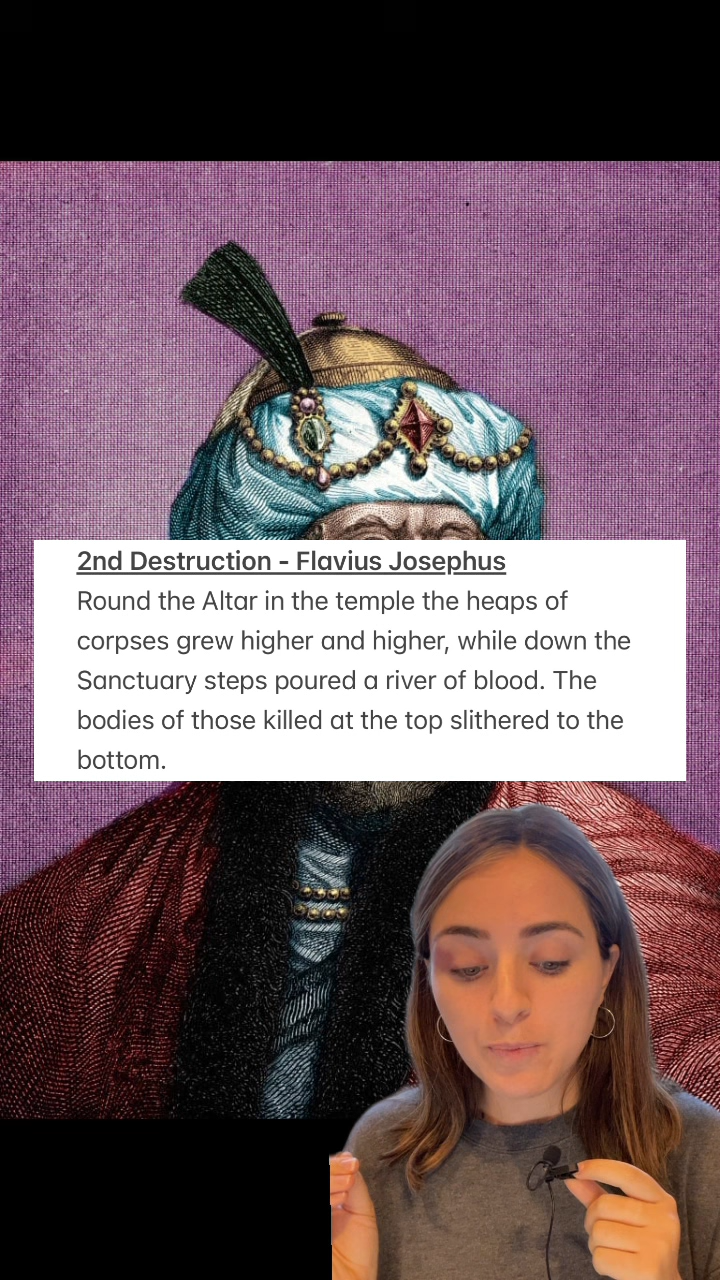 2nd Destruction - Flavius Josephus
Round the Altar in the temple the heaps of
corpses grew higher and higher, while down the
Sanctuary steps poured a river of blood. The
bodies of those killed at the top slithered to the
bottom.